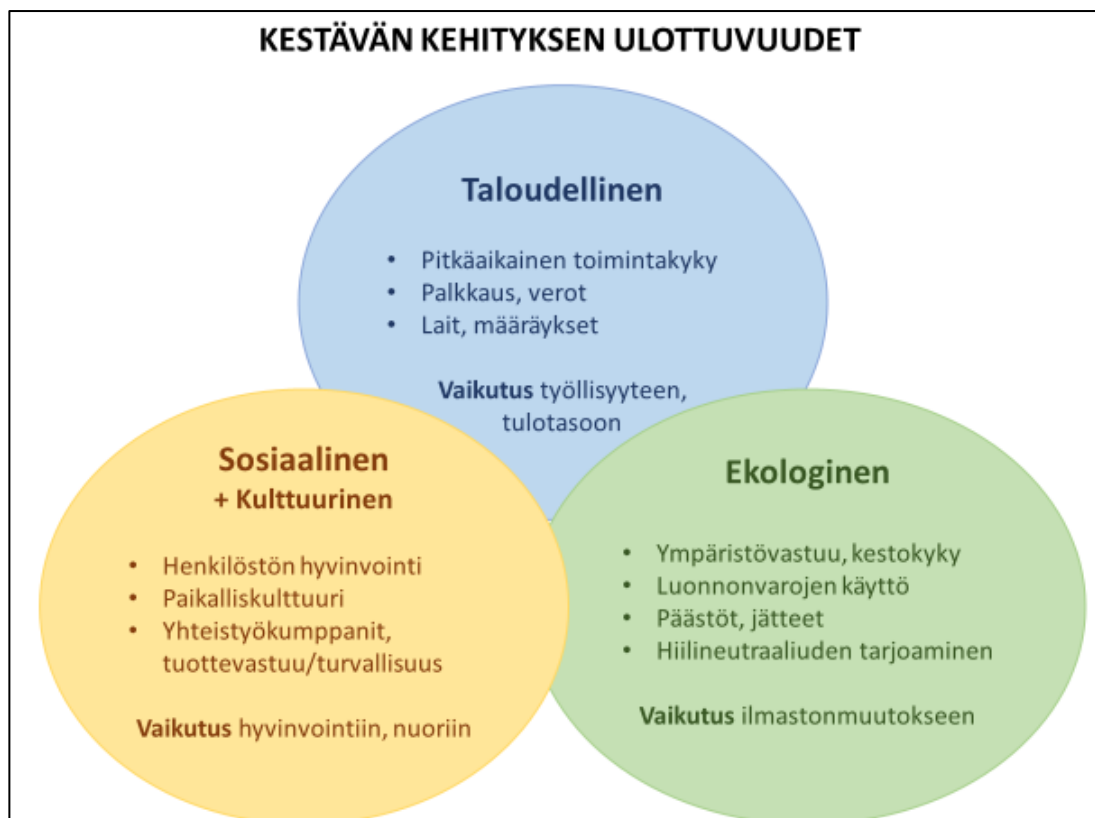 KESTÄVÄN KEHITYKSEN ULOTTUVUUDET
Taloudellinen
• Pitkäaikainen toimintakyky
• Palkkaus, verot
• Lait, määräykset
Vaikutus työllisyyteen,
tulotasoon
Sosiaalinen
+ Kulttuurinen
• Henkilöstön hyvinvointi
• Paikalliskulttuuri
• Yhteistyökumppanit,
tuottevastuu/turvallisuus
Vaikutus hyvinvointiin, nuoriin
Ekologinen
• Ympäristövastuu, kestokyky
• Luonnonvarojen käyttö
• Päästöt, jätteet
• Hiilineutraaliuden tarjoaminen
Vaikutus ilmastonmuutokseen